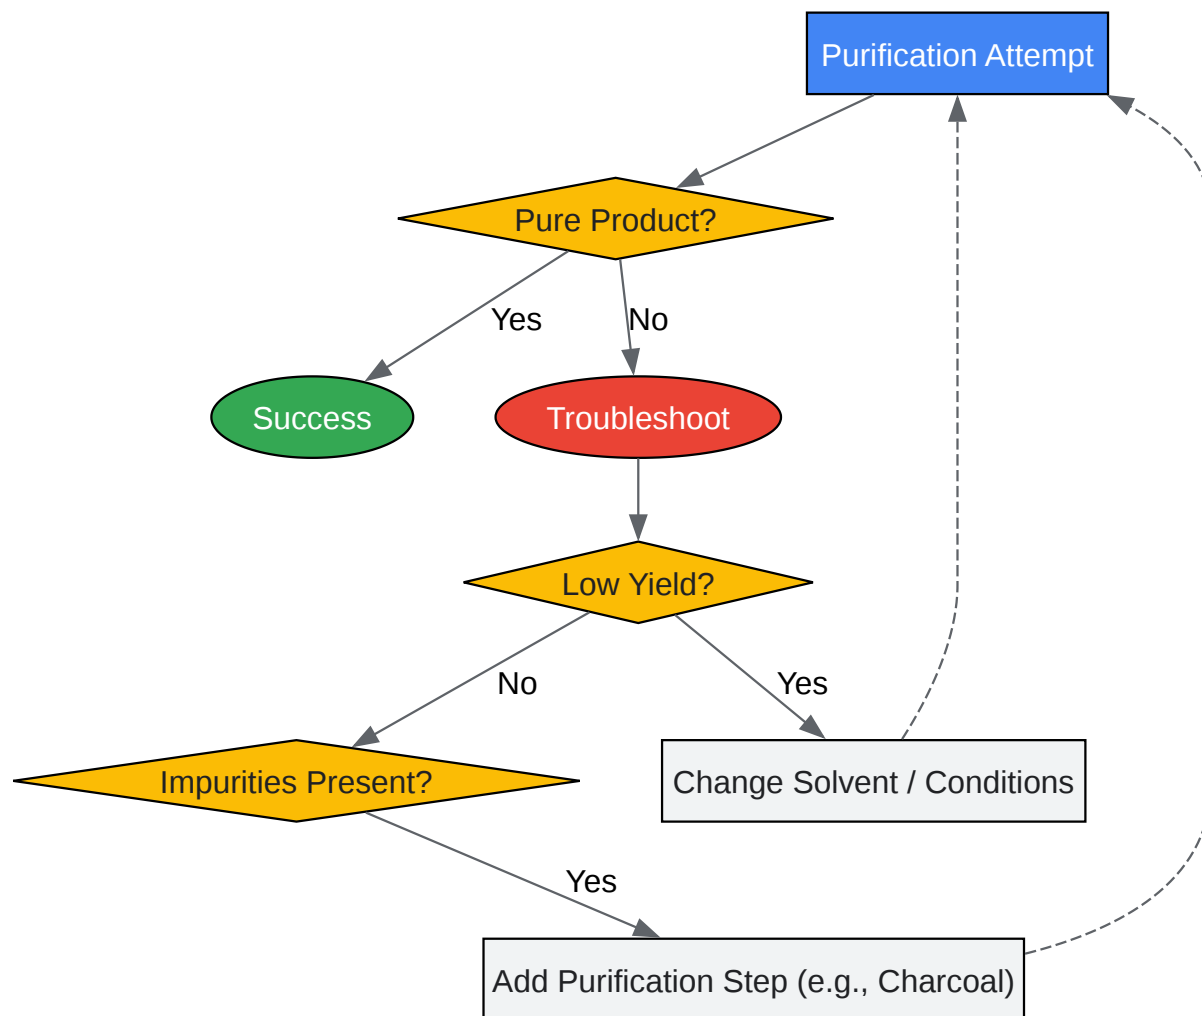 Purification Attempt
Pure Product?
Yes
No
Success
Troubleshoot
Low Yield?
No
Yes
Impurities Present?
Change Solvent / Conditions
Yes
Add Purification Step (e.g., Charcoal)